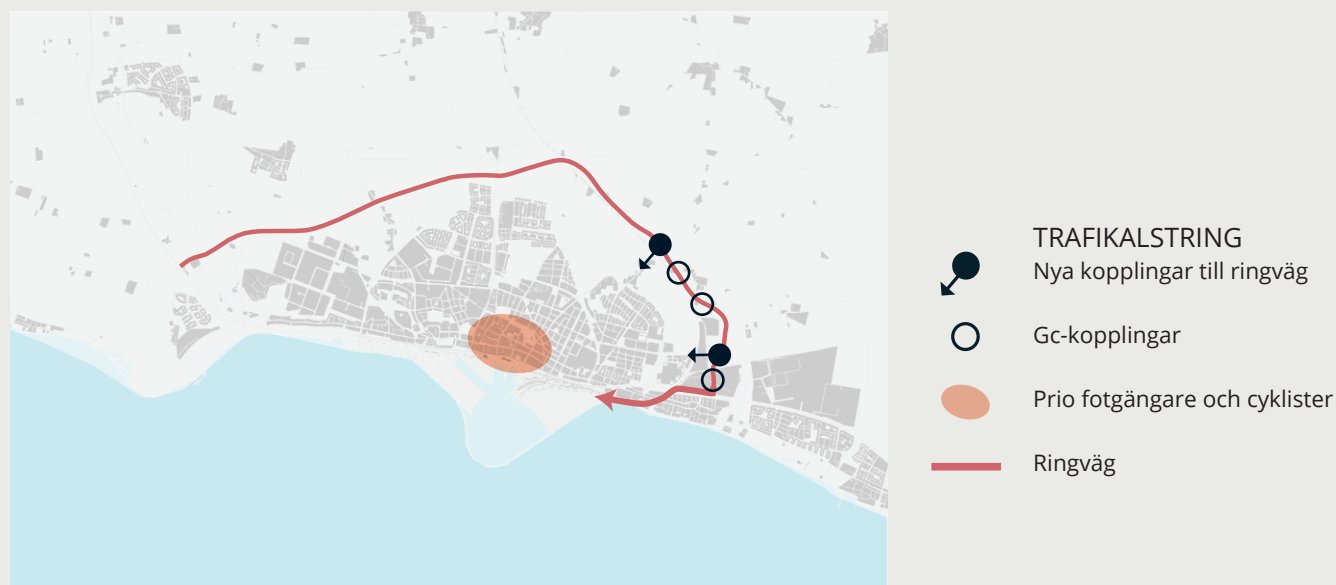 TRAFIKALSTRING
Nya kopplingar till ringväg
Gc-kopplingar
Prio fotgängare och cyklister
Ringväg